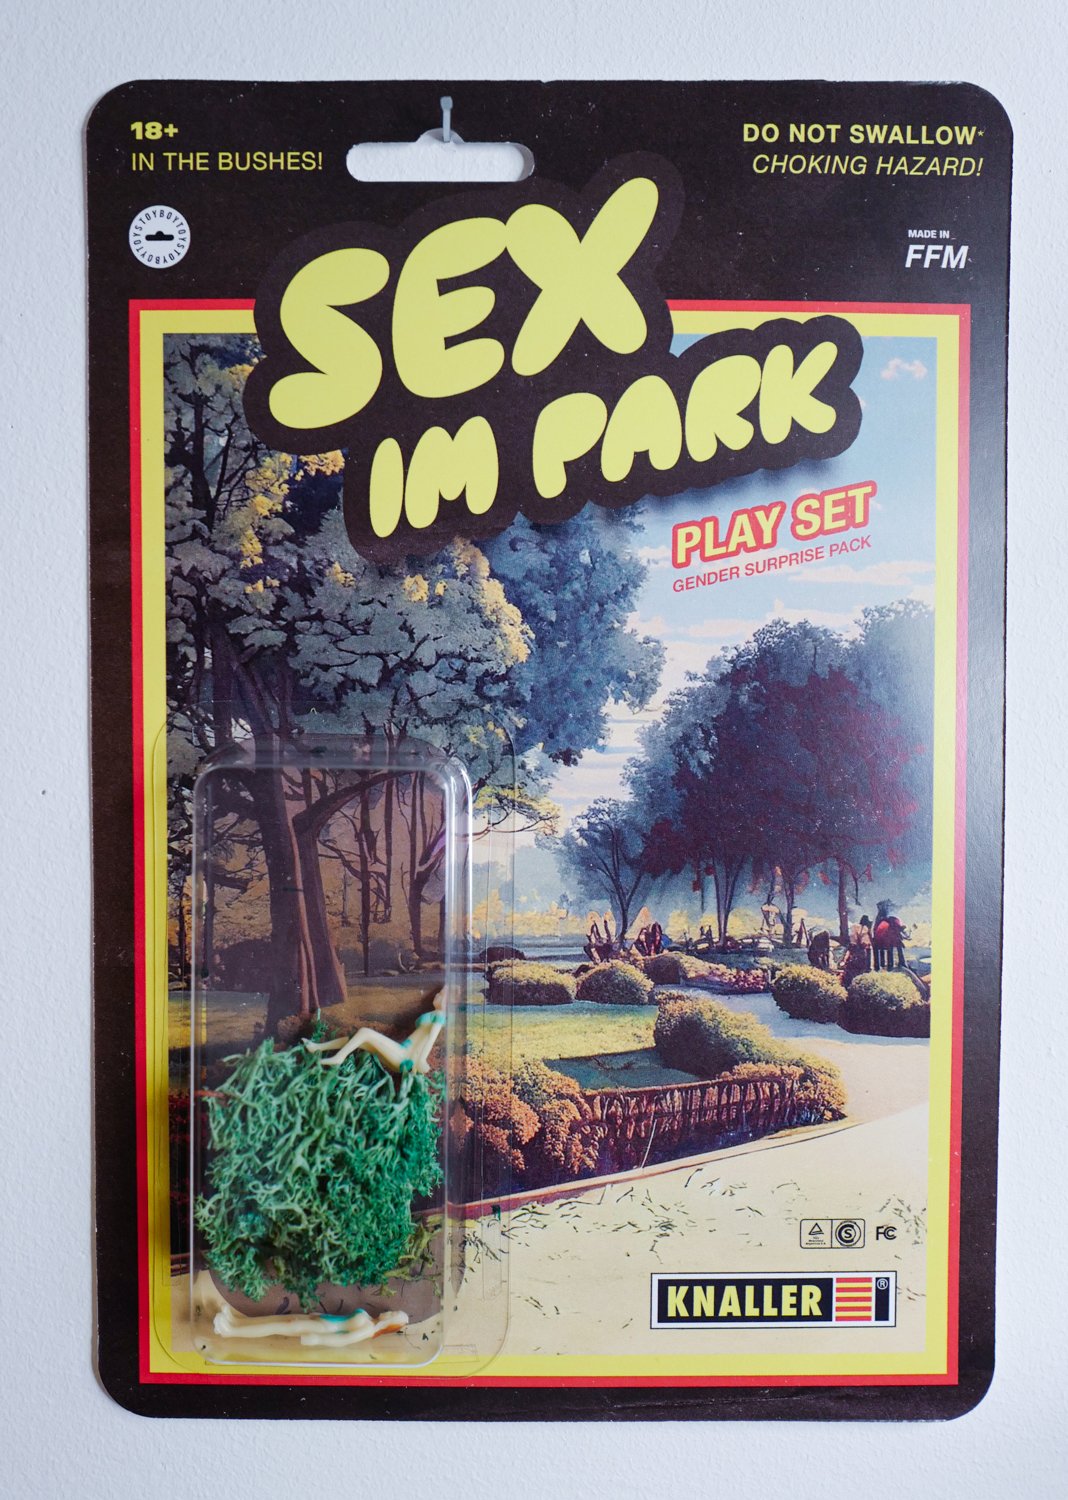 18+
IN THE BUSHES!
DO NOT SWALLOW*
CHOKING HAZARD!
TOYBOYTOYSTOYBOYTOYS
MADE IN
FFM
SEX
IM PARK
PLAY SET
GENDER SURPRISE PACK
S
FC
KNALLER®